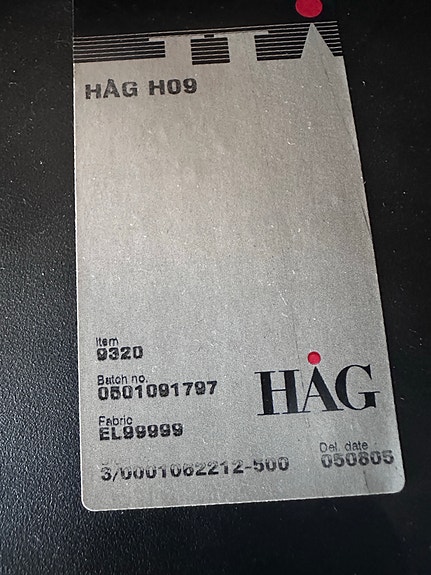 HÅG H09
Item
9320
Batch no.
0501091797
HÅG
Fabric
EL99999
Del. date
3/0001062212-500
050805